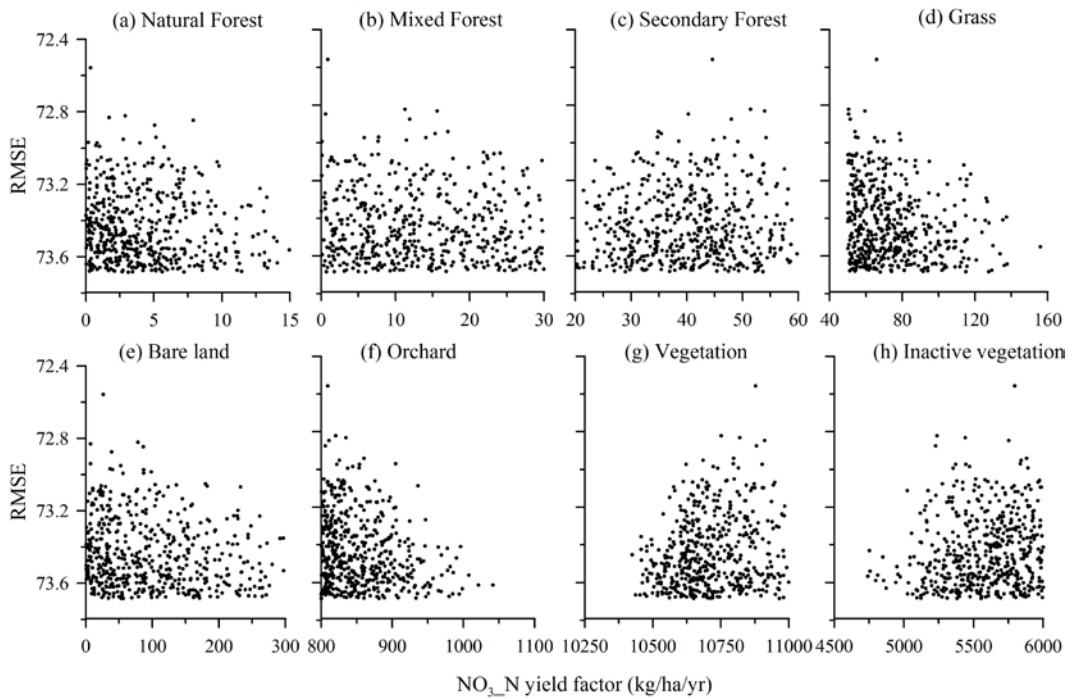 (a) Natural Forest (b) Mixed Forest (c) Secondary Forest (d) Grass
72.4
72.8
73.2
73.6
RMSE
0 5 10 15 0 10 20 30 20 30 40 50 60 40 80 120 160
(e) Bare land (f) Orchard (g) Vegetation (h) Inactive vegetation
72.4
72.8
73.2
73.6
RMSE
0 100 200 300 800 900 1000 1100 10250 10500 10750 11000 4500 5000 5500 6000
NO₃_N yield factor (kg/ha/yr)